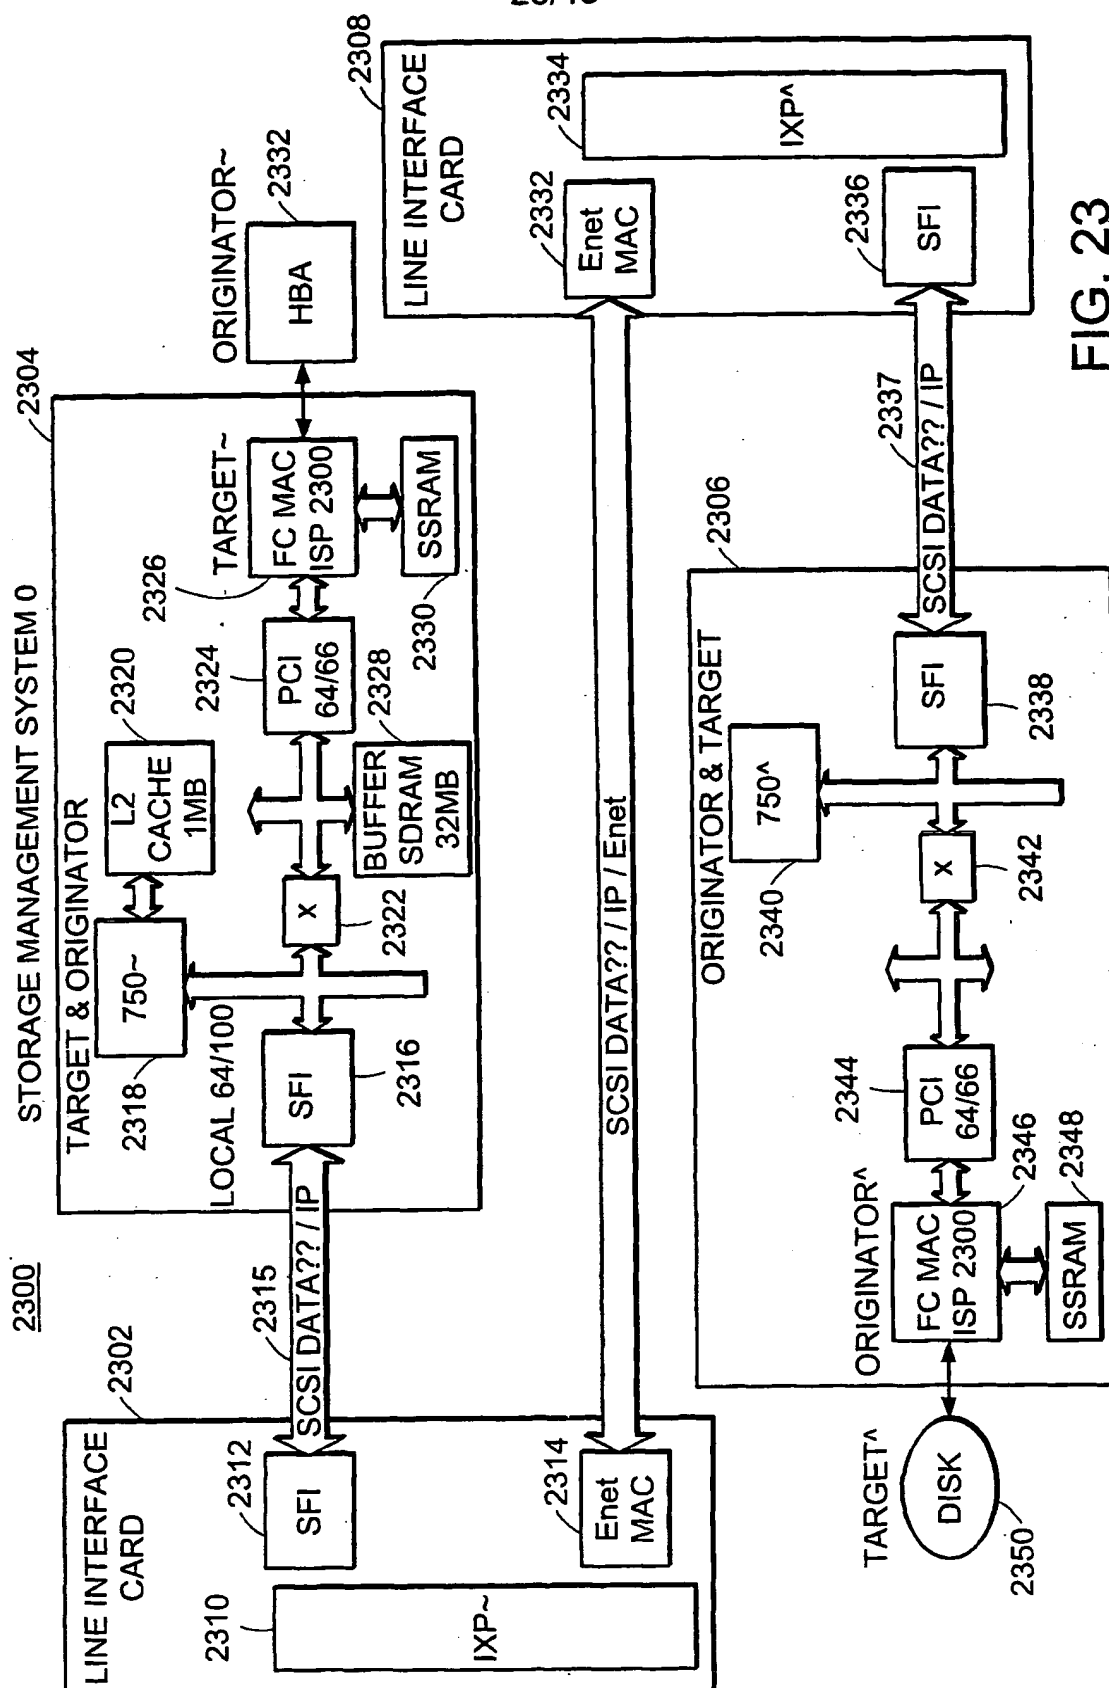 STORAGE MANAGEMENT SYSTEM 0
2300
2302
LINE INTERFACE
CARD
2310
IXP~
2312
SFI
2314
Enet
MAC
2315
SCSI DATA?? / IP
2304
TARGET & ORIGINATOR
750~
2318
L2
CACHE
1MB
2320
LOCAL 64/100
SFI
2316
X
2322
BUFFER
SDRAM
32MB
2328
PCI
64/66
2324
TARGET~
FC MAC
ISP 2300
2326
SSRAM
2330
ORIGINATOR~
HBA
2332
SCSI DATA?? / IP / Enet
2308
LINE INTERFACE
CARD
Enet
MAC
2332
2334
IXP^
2336
SFI
2337
SCSI DATA?? / IP
2306
ORIGINATOR & TARGET
750^
2340
SFI
2338
X
2342
2344
PCI
64/66
ORIGINATOR^
FC MAC
ISP 2300
2346
SSRAM
2348
TARGET^
DISK
2350
FIG. 23